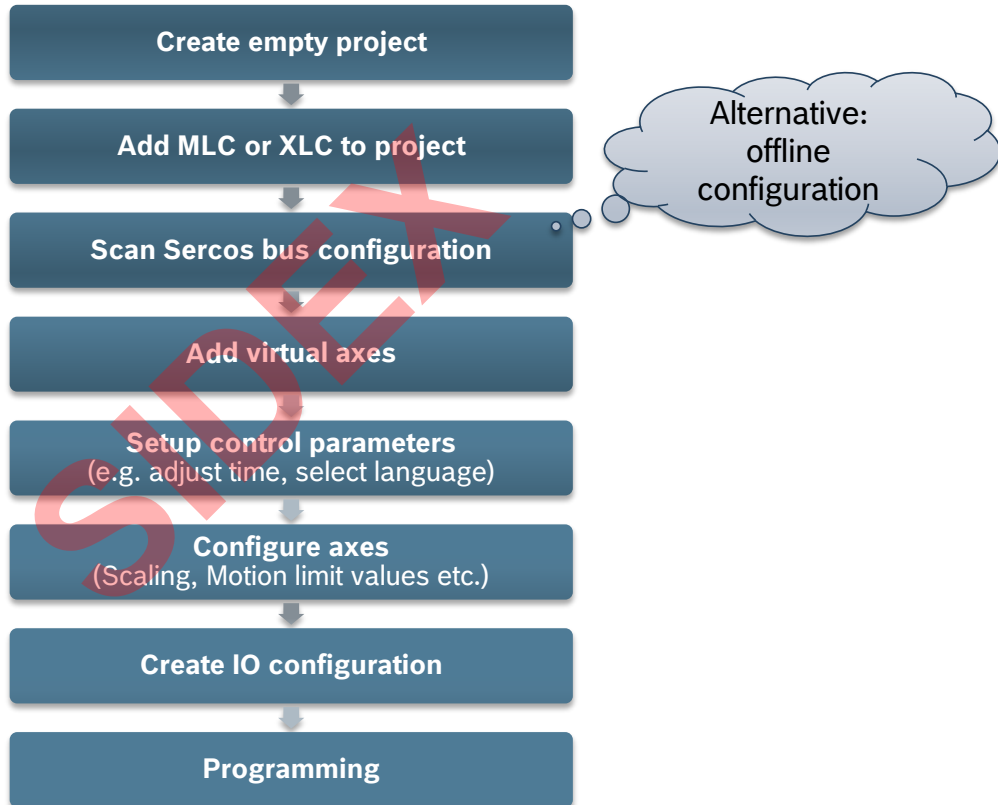 Create empty project
Add MLC or XLC to project
Alternative:
offline
configuration
Scan Sercos bus configuration
Add virtual axes
Setup control parameters
(e.g. adjust time, select language)
Configure axes
(Scaling, Motion limit values etc.)
Create IO configuration
Programming
SIDEX